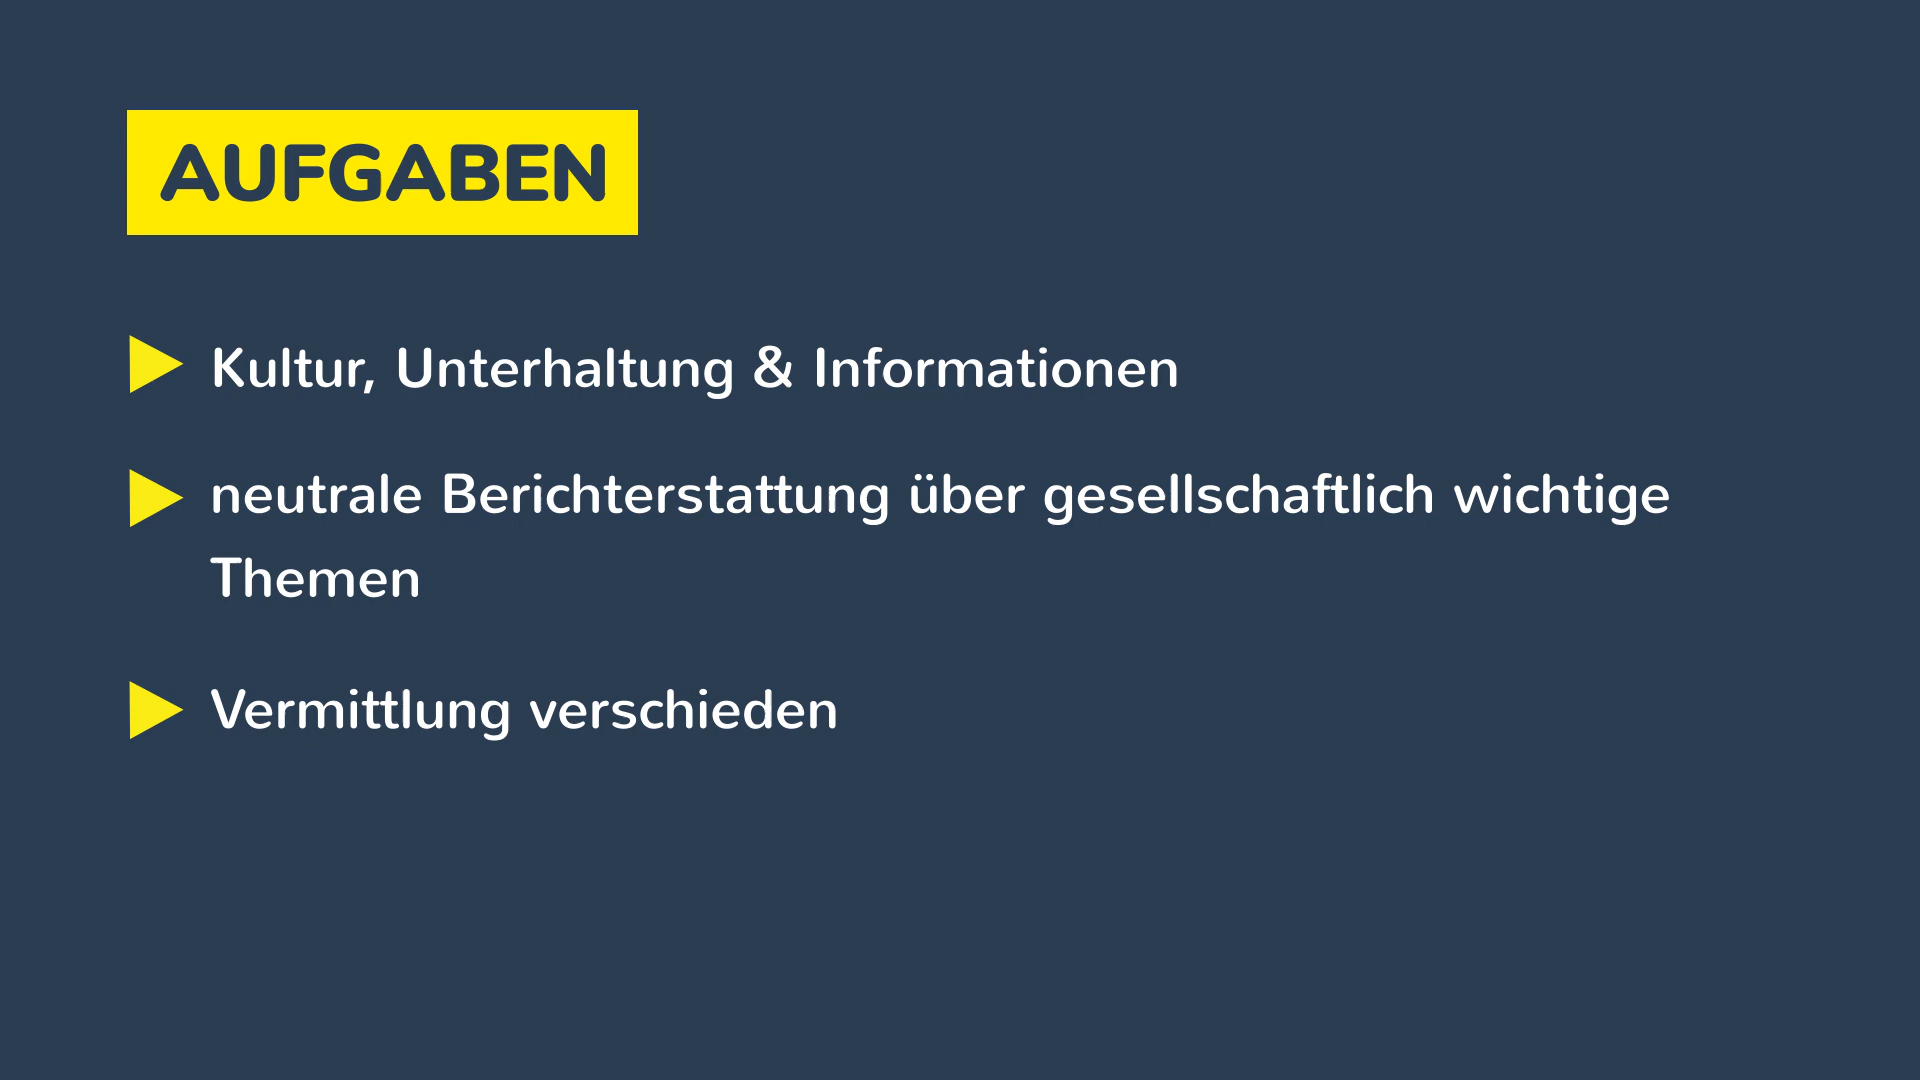 AUFGABEN
Kultur, Unterhaltung & Informationen
neutrale Berichterstattung über gesellschaftlich wichtige
Themen
Vermittlung verschieden